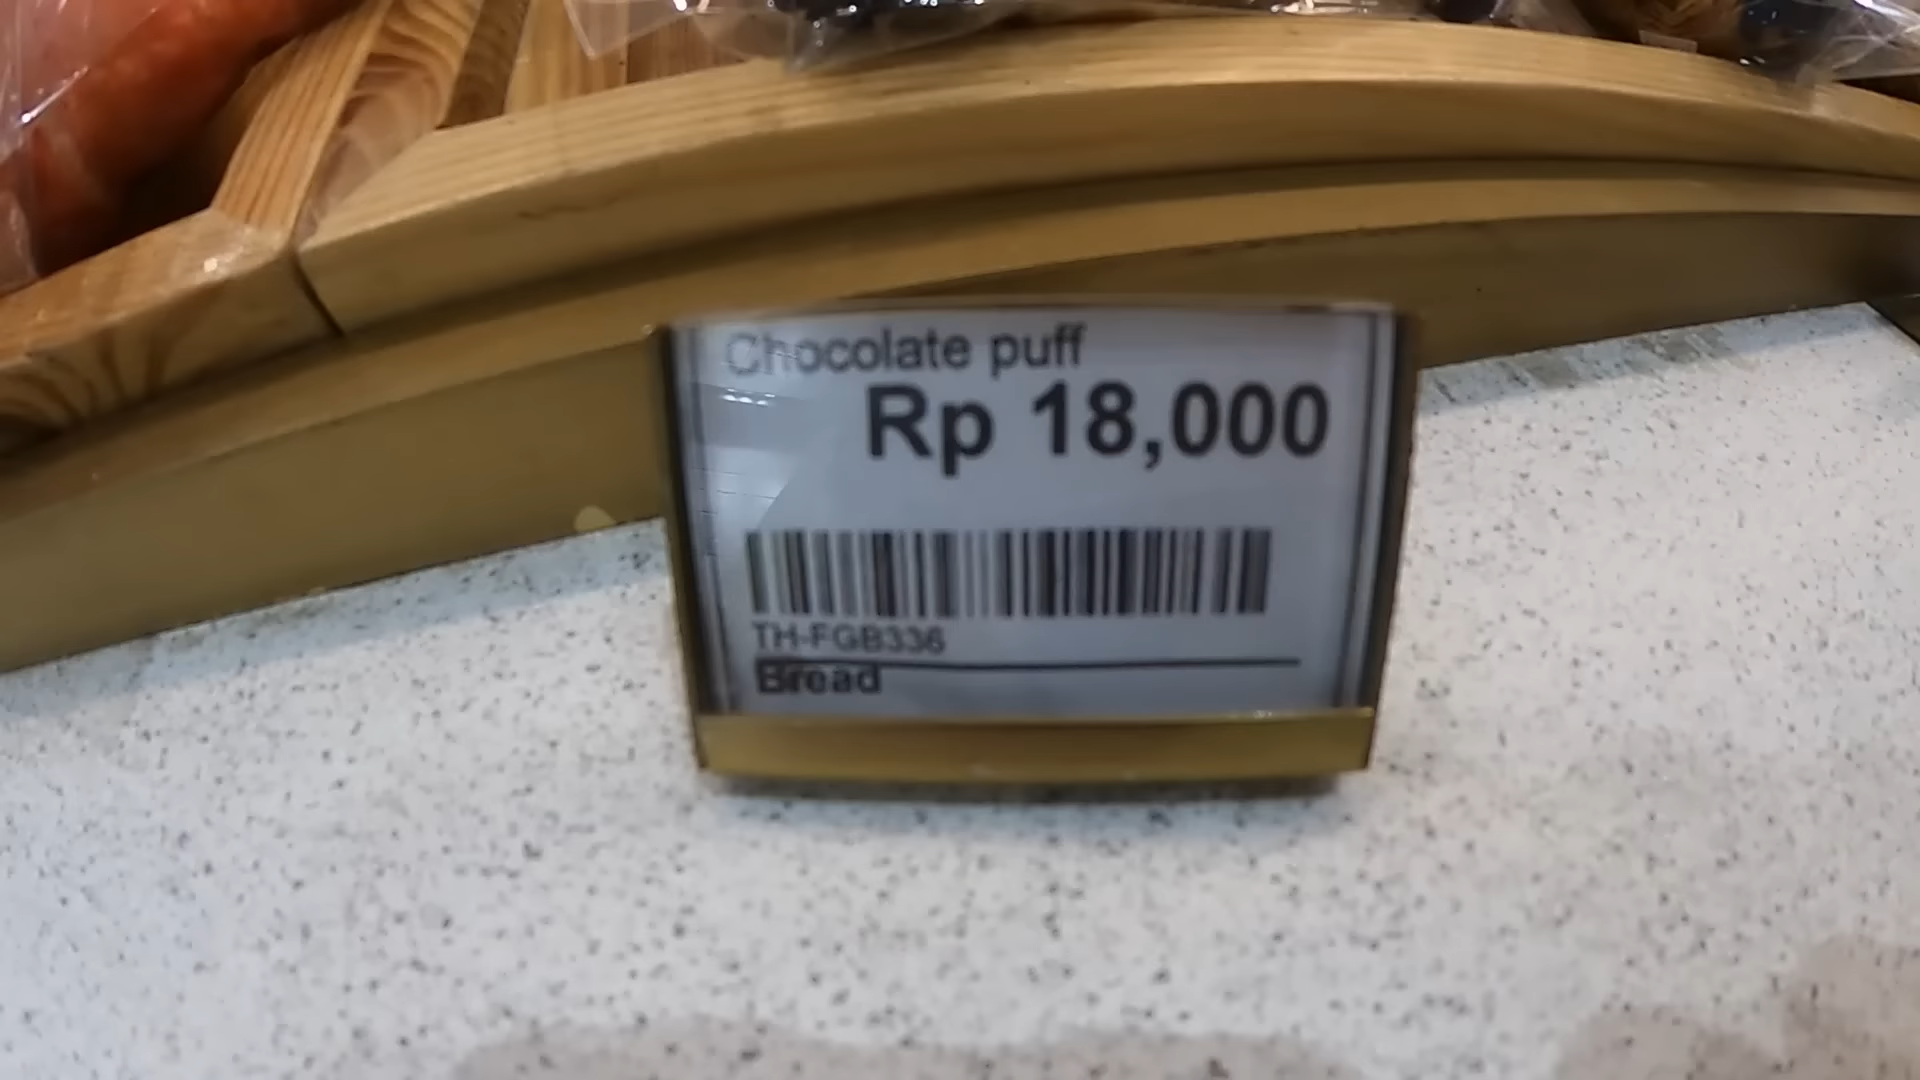 Chocolate puff
Rp 18,000
TH-FGB336
Bread